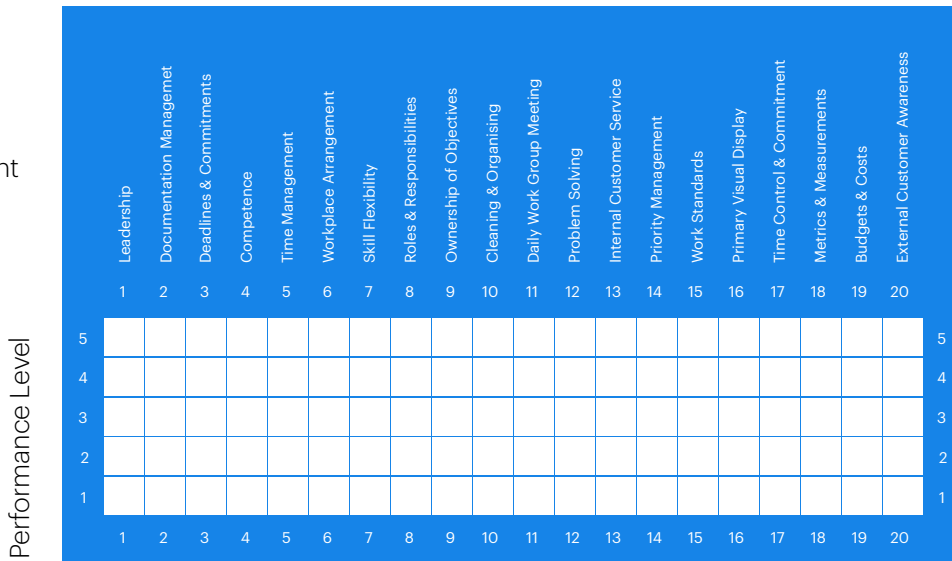 nt
Leadership
Documentation Managemet
Deadlines & Commitments
Competence
Time Management
Workplace Arrangement
Skill Flexibility
Roles & Responsibilities
Ownership of Objectives
Cleaning & Organising
Daily Work Group Meeting
Problem Solving
Internal Customer Service
Priority Management
Work Standards
Primary Visual Display
Time Control & Commitment
Metrics & Measurements
Budgets & Costs
External Customer Awareness
1 2 3 4 5 6 7 8 9 10 11 12 13 14 15 16 17 18 19 20
Performance Level
5 5
4 4
3 3
2 2
1 1
1 2 3 4 5 6 7 8 9 10 11 12 13 14 15 16 17 18 19 20